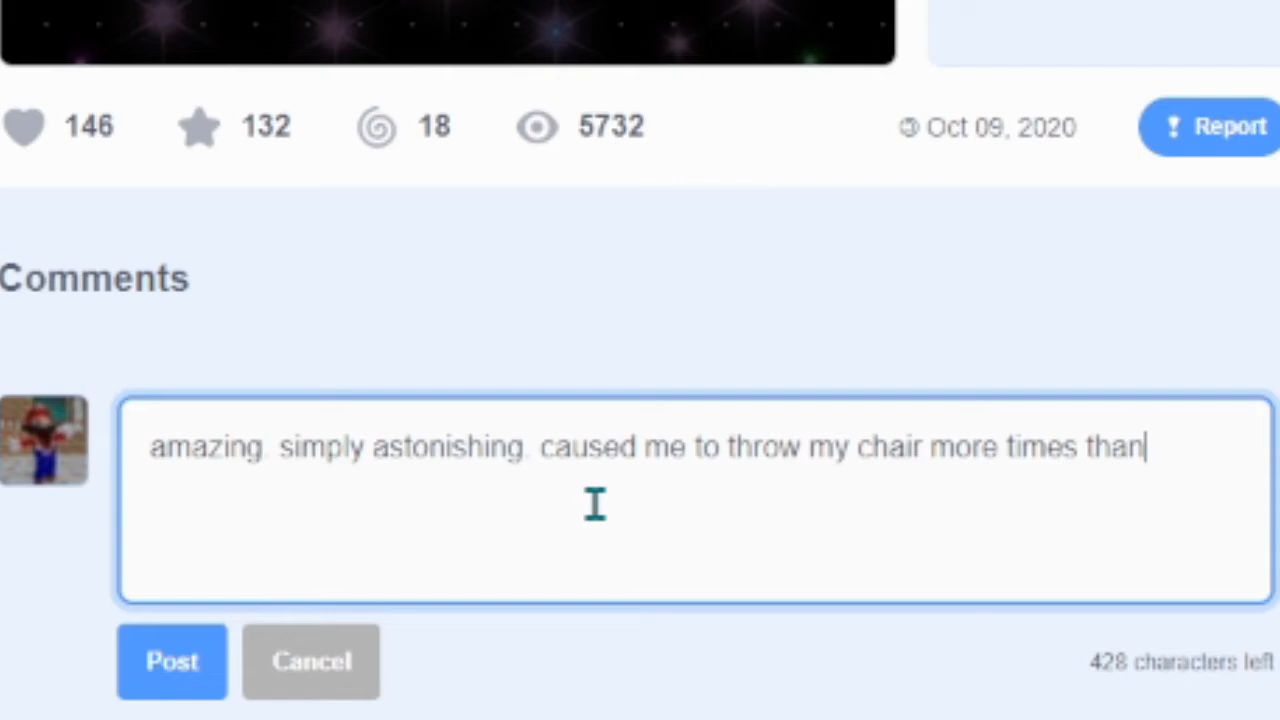 146 132 18 5732 Oct 09, 2020 Report
Comments
amazing. simply astonishing. caused me to throw my chair more times than
Post Cancel 428 characters left